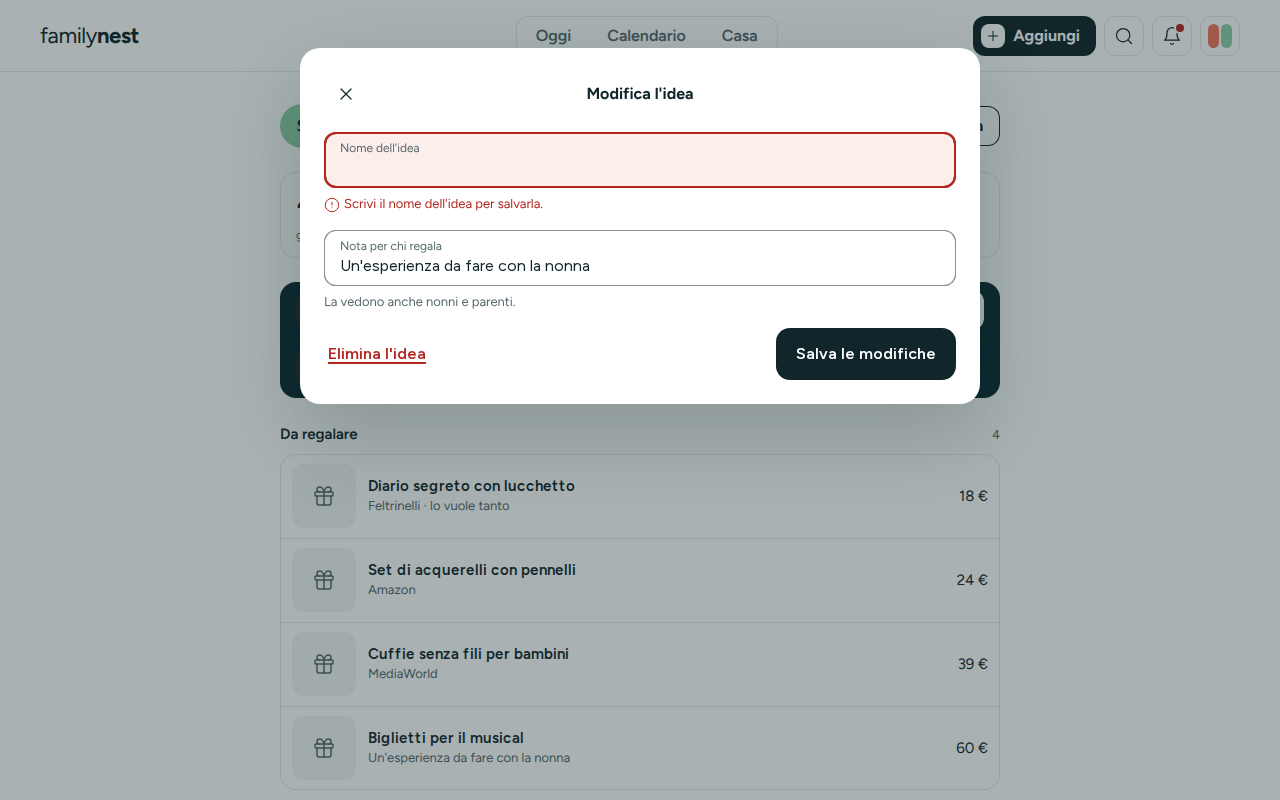 familynest
Oggi
Calendario
Casa
Aggiungi
Modifica l'idea
Nome dell'idea
Scrivi il nome dell'idea per salvarla.
Nota per chi regala
Un'esperienza da fare con la nonna
La vedono anche nonni e parenti.
Elimina l'idea
Salva le modifiche
Da regalare
4
Diario segreto con lucchetto
Feltrinelli · lo vuole tanto
18 €
Set di acquerelli con pennelli
Amazon
24 €
Cuffie senza fili per bambini
MediaWorld
39 €
Biglietti per il musical
Un'esperienza da fare con la nonna
60 €